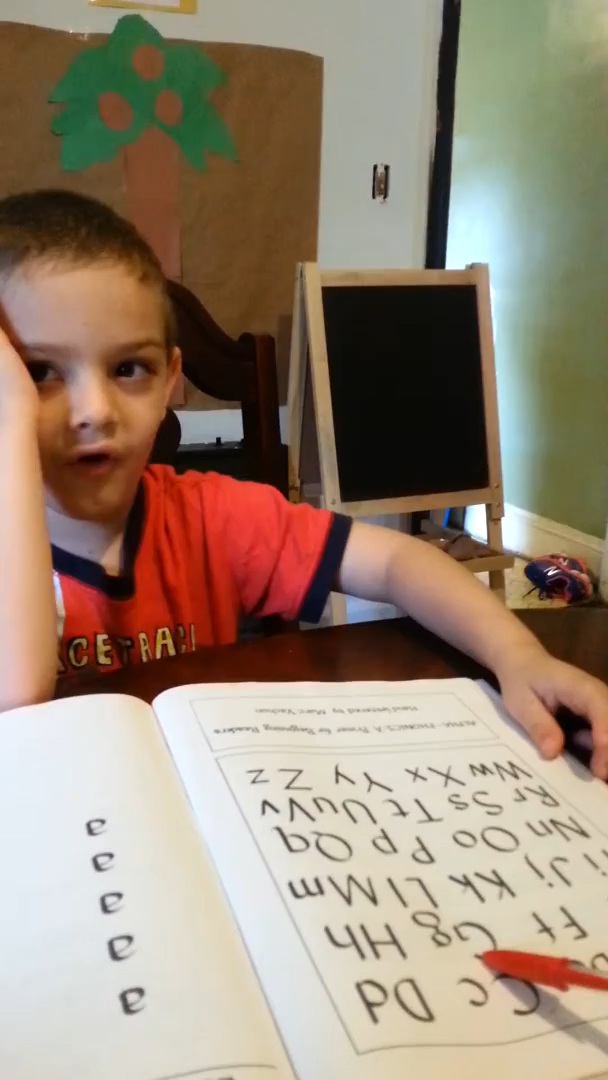 Cc Dd
Ff Gg Hh
Jj Kk Ll Mm
Nn Oo Pp Qq
Rr Ss Tt Uu Vv
Ww Xx Yy Zz
ALPHA-PHONICS: A Primer for Beginning Readers
Hand lettered by Marc Vachon
a
a
a
a
a